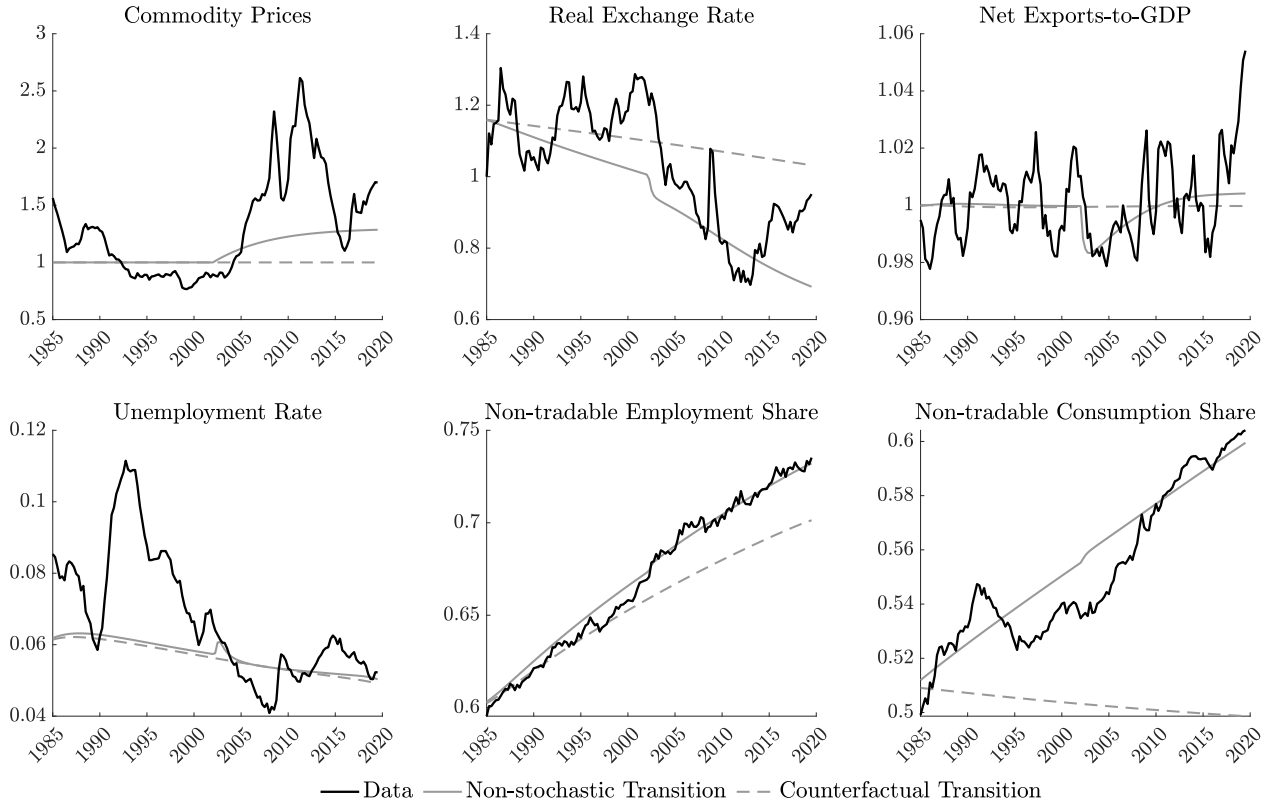 Commodity Prices
3
2.5
2
1.5
1
0.5
1985 1990 1995 2000 2005 2010 2015 2020
Real Exchange Rate
1.4
1.2
1
0.8
0.6
1985 1990 1995 2000 2005 2010 2015 2020
Net Exports-to-GDP
1.06
1.04
1.02
1
0.98
0.96
1985 1990 1995 2000 2005 2010 2015 2020
Unemployment Rate
0.12
0.1
0.08
0.06
0.04
1985 1990 1995 2000 2005 2010 2015 2020
Non-tradable Employment Share
0.75
0.7
0.65
0.6
1985 1990 1995 2000 2005 2010 2015 2020
Non-tradable Consumption Share
0.6
0.58
0.56
0.54
0.52
0.5
1985 1990 1995 2000 2005 2010 2015 2020
Data Non-stochastic Transition Counterfactual Transition